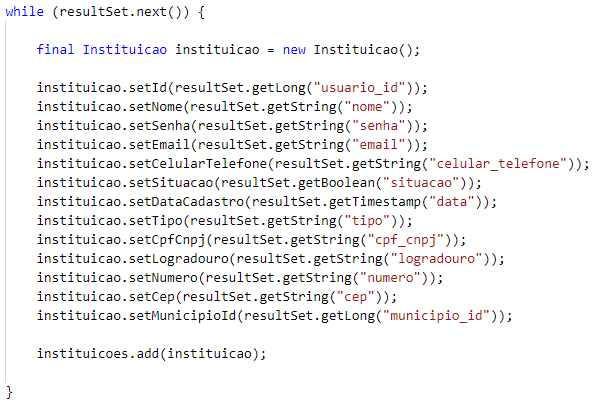 while (resultSet.next()) {
final Instituicao instituicao = new Instituicao();
instituicao.setId(resultSet.getLong("usuario_id"));
instituicao.setNome(resultSet.getString("nome"));
instituicao.setSenha(resultSet.getString("senha"));
instituicao.setEmail(resultSet.getString("email"));
instituicao.setCelularTelefone(resultSet.getString("celular_telefone"));
instituicao.setSituacao(resultSet.getBoolean("situacao"));
instituicao.setDataCadastro(resultSet.getTimestamp("data"));
instituicao.setTipo(resultSet.getString("tipo"));
instituicao.setCpfCnpj(resultSet.getString("cpf_cnpj"));
instituicao.setLogradouro(resultSet.getString("logradouro"));
instituicao.setNumero(resultSet.getString("numero"));
instituicao.setCep(resultSet.getString("cep"));
instituicao.setMunicipioId(resultSet.getLong("municipio_id"));
instituicoes.add(instituicao);
}